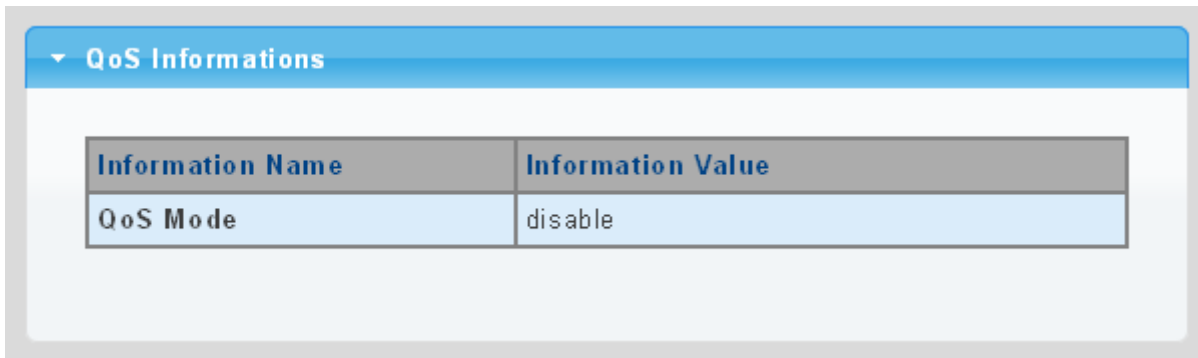 QoS Informations
Information Name Information Value
QoS Mode disable